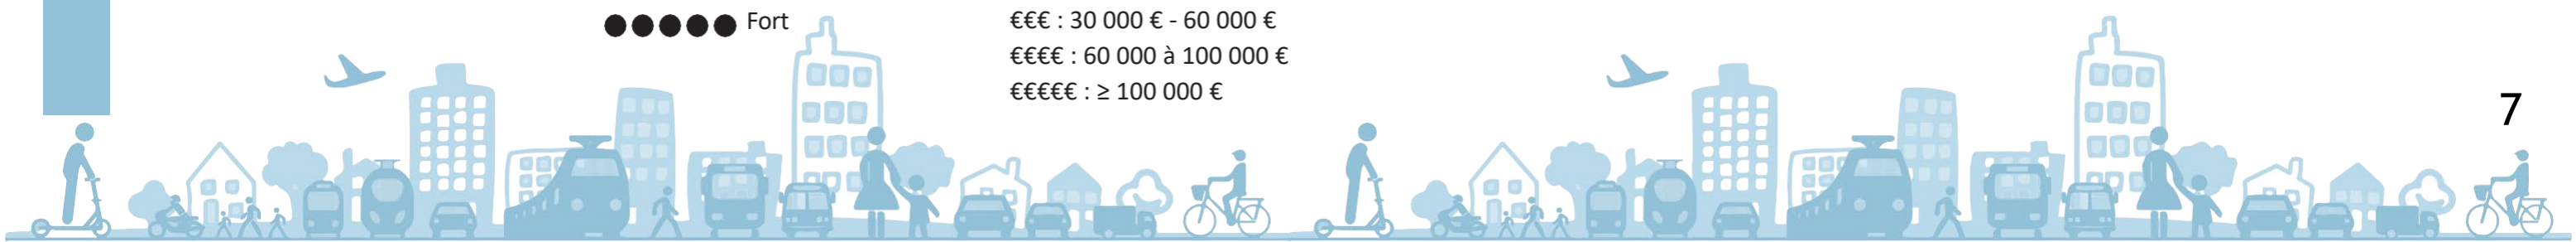 ●●●●● Fort
€€€ : 30 000 € - 60 000 €
€€€€ : 60 000 à 100 000 €
€€€€€ : ≥ 100 000 €
7